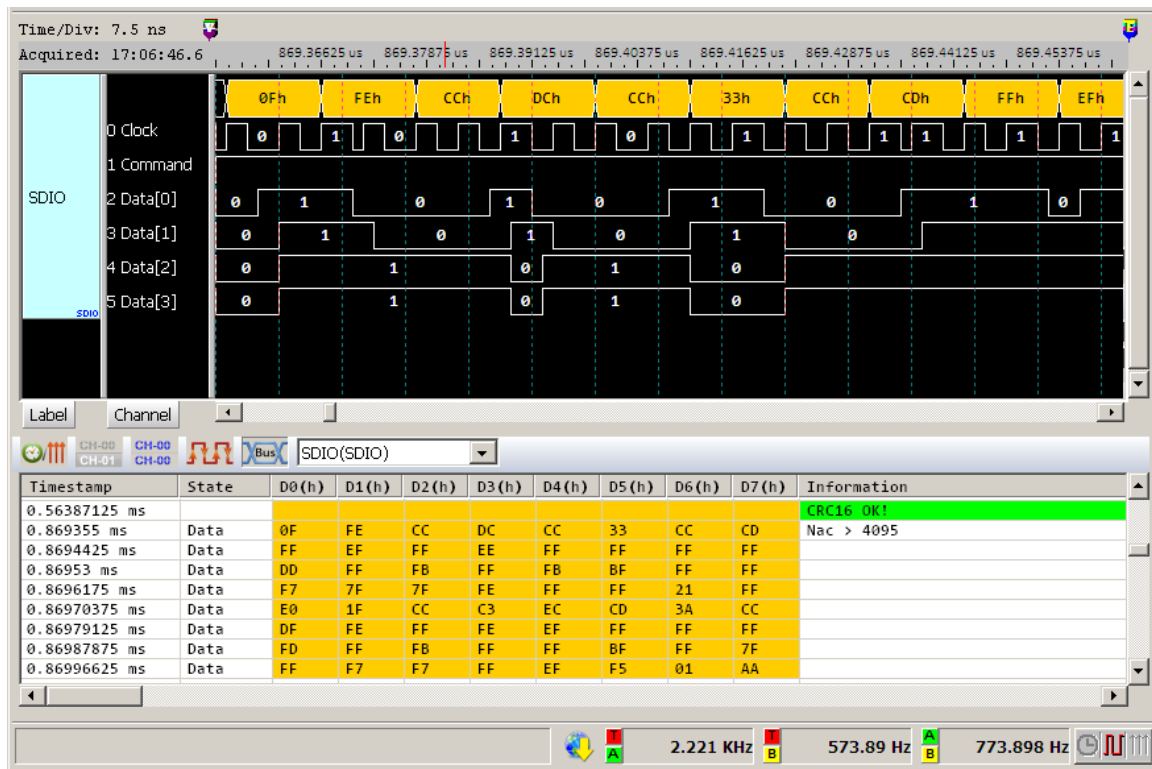 Time/Div: 7.5 ns
Acquired: 17:06:46.6 869.36625 us 869.37875 us 869.39125 us 869.40375 us 869.41625 us 869.42875 us 869.44125 us 869.45375 us
0Fh FEh CCh DCh CCh 33h CCh CDh FFh EFh
0 Clock 0 1 0 1 0 1 1 1 1 1
1 Command
SDIO 2 Data[0] 0 1 0 1 0 1 0 1 0
3 Data[1] 0 1 0 1 0 1 0
4 Data[2] 0 1 0 1 0
5 Data[3] 0 1 0 1 0
SDIO
Label Channel
CH-00 CH-01 CH-00 CH-00 Bus SDIO(SDIO)
Timestamp State D0(h) D1(h) D2(h) D3(h) D4(h) D5(h) D6(h) D7(h) Information
0.56387125 ms CRC16 OK!
0.869355 ms Data 0F FE CC DC CC 33 CC CD Nac > 4095
0.8694425 ms Data FF EF FF EE FF FF FF FF
0.86953 ms Data DD FF FB FF FB BF FF FF
0.8696175 ms Data F7 7F 7F FE FF FF 21 FF
0.86970375 ms Data E0 1F CC C3 EC CD 3A CC
0.86979125 ms Data DF FE FF FE EF FF FF FF
0.86987875 ms Data FD FF FB FF FF BF FF 7F
0.86996625 ms Data FF F7 F7 FF EF F5 01 AA
T A 2.221 KHz T B 573.89 Hz A B 773.898 Hz